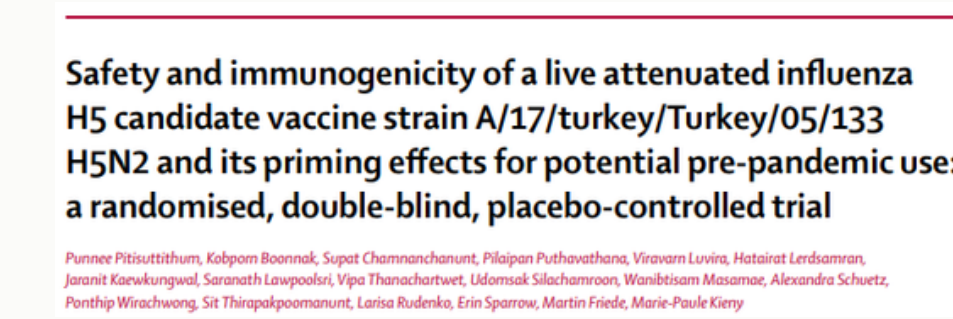 Safety and immunogenicity of a live attenuated influenza
H5 candidate vaccine strain A/17/turkey/Turkey/05/133
H5N2 and its priming effects for potential pre-pandemic use:
a randomised, double-blind, placebo-controlled trial
Punnee Pitisuttithum, Kobporn Boonnak, Supat Chamnanchanunt, Pilaipan Puthavathana, Viravarn Luvira, Hatairat Lerdsamran,
Jaranit Kaewkungwal, Saranath Lawpoolsri, Vipa Thanachartwet, Udomsak Silachamroon, Wanibtisam Masamae, Alexandra Schuetz,
Ponthip Wirachwong, Sit Thirapakpoomanunt, Larisa Rudenko, Erin Sparrow, Martin Friede, Marie-Paule Kieny